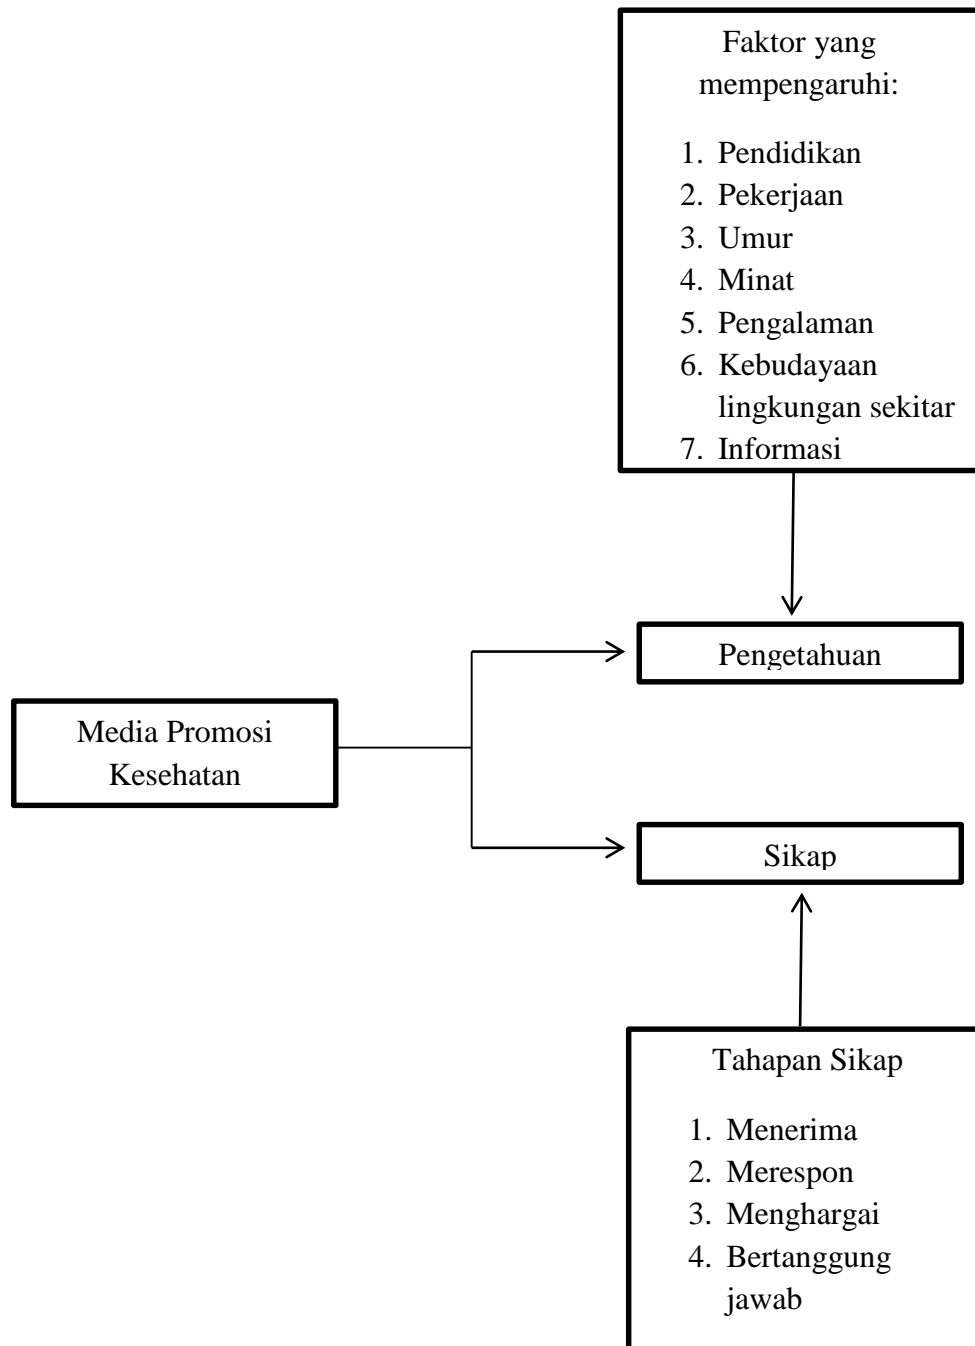 Faktor yang
mempengaruhi:
1. Pendidikan
2. Pekerjaan
3. Umur
4. Minat
5. Pengalaman
6. Kebudayaan
lingkungan sekitar
7. Informasi
Pengetahuan
Media Promosi
Kesehatan
Sikap
Tahapan Sikap
1. Menerima
2. Merespon
3. Menghargai
4. Bertanggung
jawab